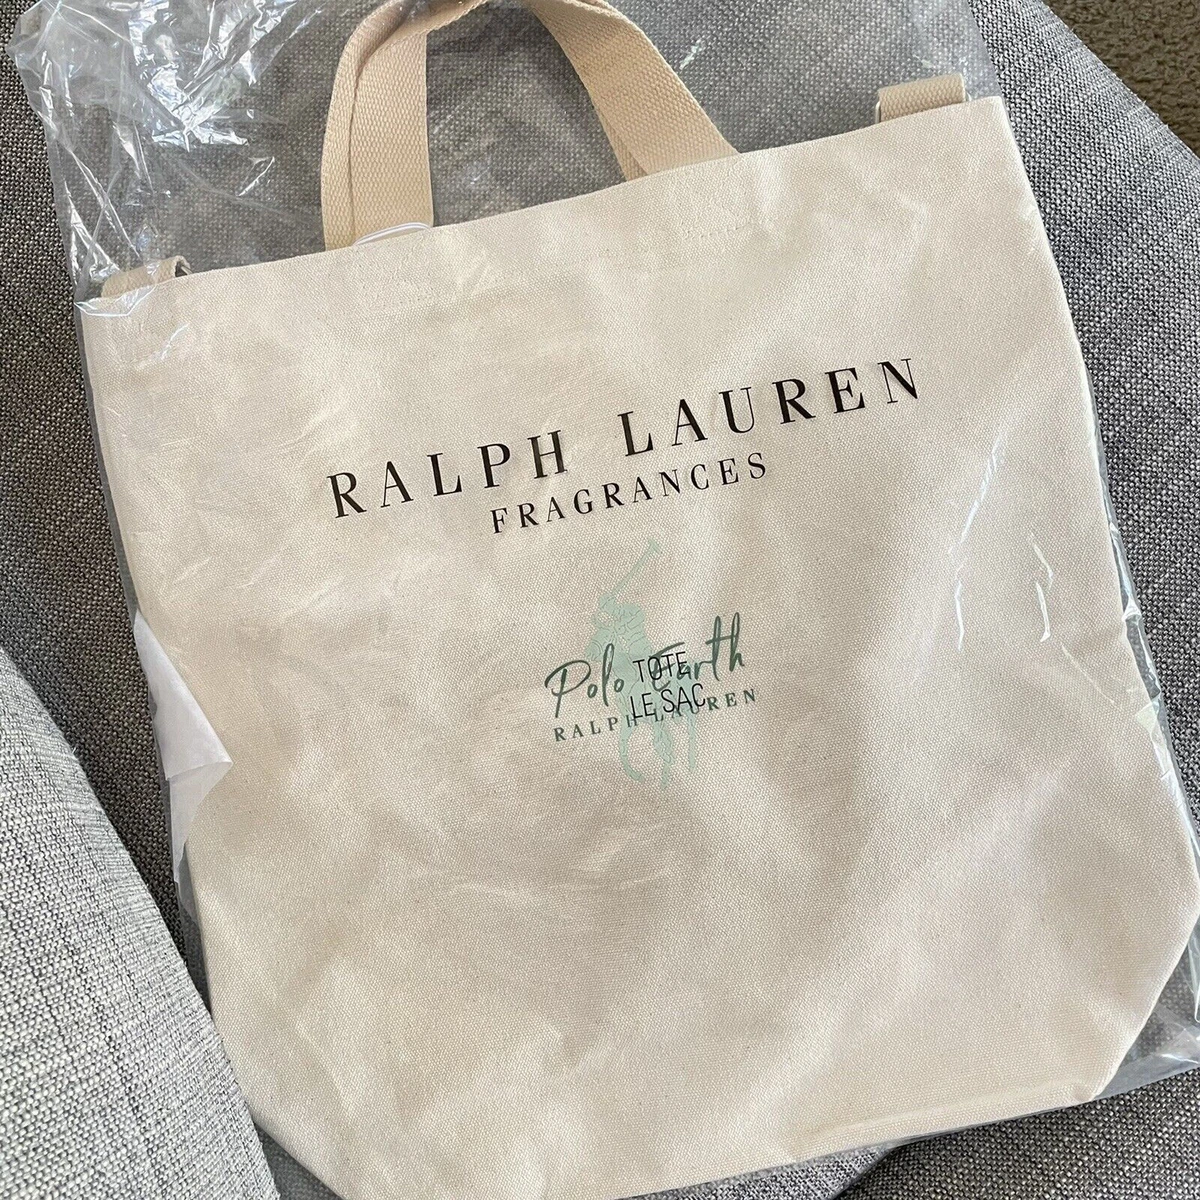 RALPH LAUREN
FRAGRANCES
Polo Earth
TOTE
LE SAC
RALPH LAUREN